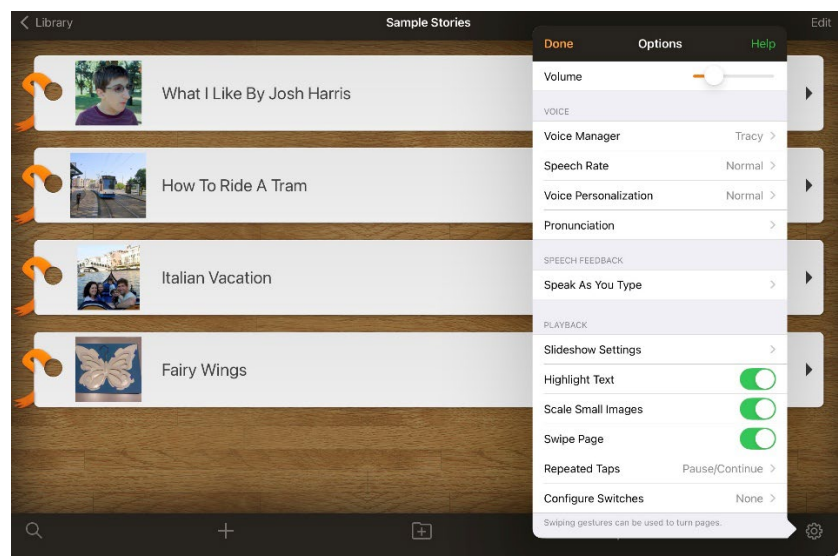 Library
Sample Stories
Edit
What I Like By Josh Harris
How To Ride A Tram
Italian Vacation
Fairy Wings
Done Options Help
Volume
VOICE
Voice Manager Tracy
Speech Rate Normal
Voice Personalization Normal
Pronunciation
SPEECH FEEDBACK
Speak As You Type
PLAYBACK
Slideshow Settings
Highlight Text
Scale Small Images
Swipe Page
Repeated Taps Pause/Continue
Configure Switches None
Swiping gestures can be used to turn pages.